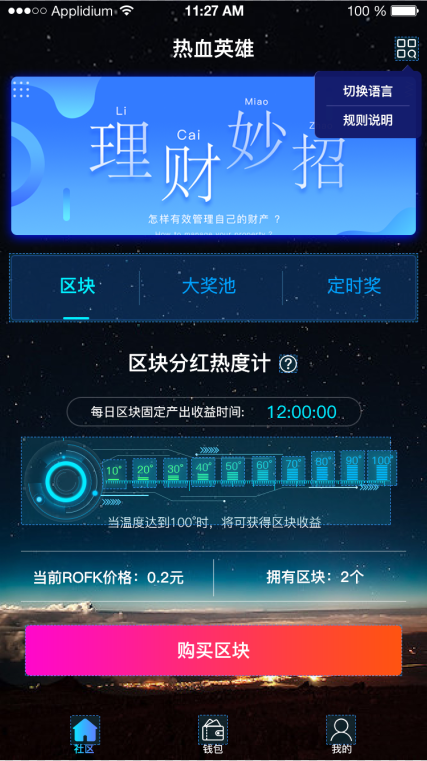 Applidium 11:27 AM 100 %
热血英雄
切换语言
规则说明
Li Cai Miao Z
理财妙招
怎样有效管理自己的财产 ？
区块 大奖池 定时奖
区块分红热度计 ?
每日区块固定产出收益时间: 12:00:00
10° 20° 30° 40° 50° 60° 70° 80° 90° 100°
当温度达到100°时，将可获得区块收益
当前ROFK价格：0.2元 拥有区块：2个
购买区块
社区 钱包 我的